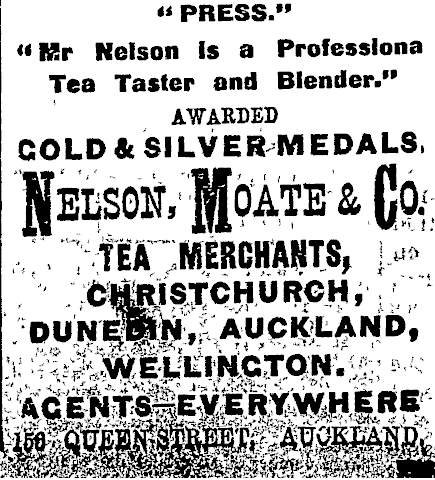 “ PRESS.”
“ Mr Nelson is a Professiona
Tea Taster and Blender.”
AWARDED
GOLD & SILVER MEDALS,
NELSON, MOATE & CO.
TEA MERCHANTS,
CHRISTCHURCH,
DUNEDIN, AUCKLAND,
WELLINGTON.
AGENTS EVERYWHERE
156 QUEEN STREET, AUCKLAND,